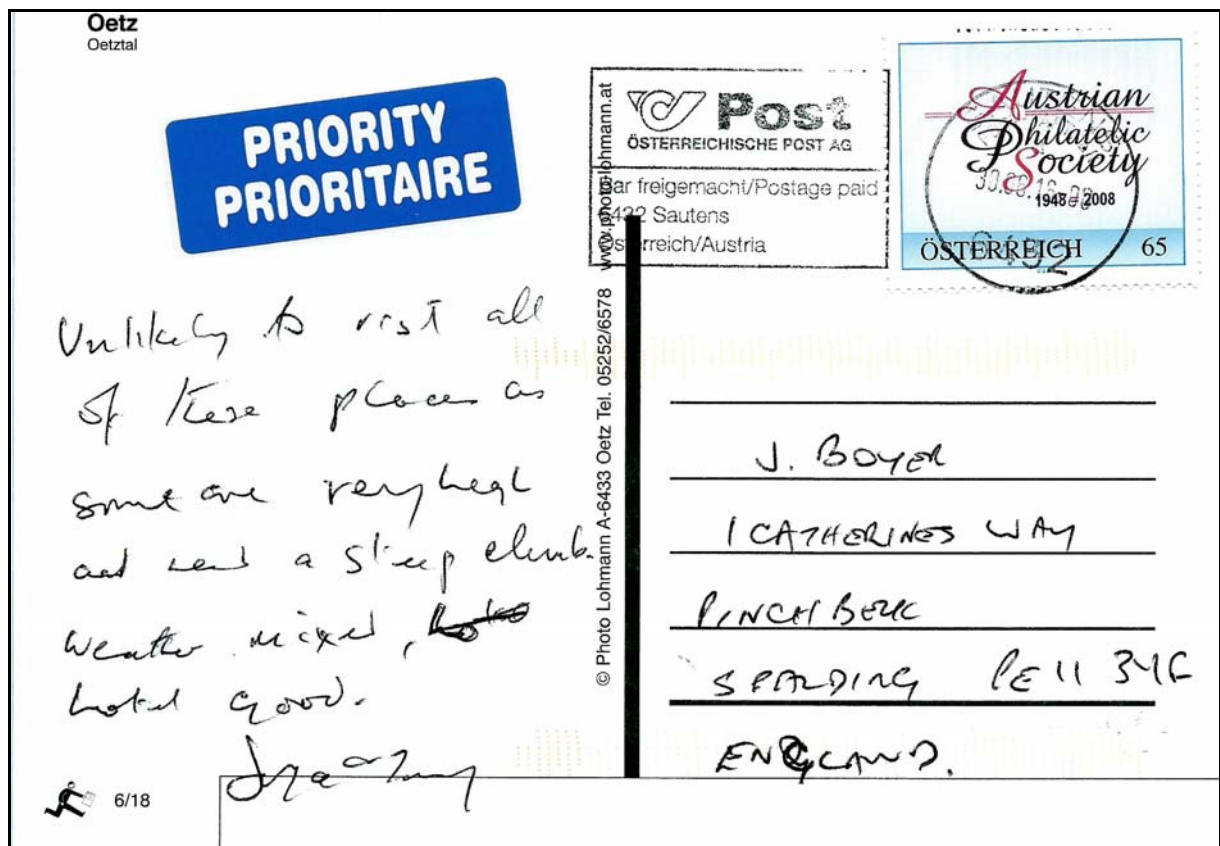 Oetz
Oetztal
PRIORITY
PRIORITAIRE
Post
ÖSTERREICHISCHE POST AG
bar freigemacht/Postage paid
6432 Sautens
Österreich/Austria
Austrian
Philatelic
Society
1948 - 2008
ÖSTERREICH 65
Unlikely to visit all
of these places as
some are very high
and need a steep climb.
Weather mixed,
hotel good.
6/18
© Photo Lohmann A-6433 Oetz Tel. 05252/6578 www.photo-lohmann.at
J. BOYER
1 CATHERINES WAY
PINCHBECK
SPALDING PE11
ENGLAND.